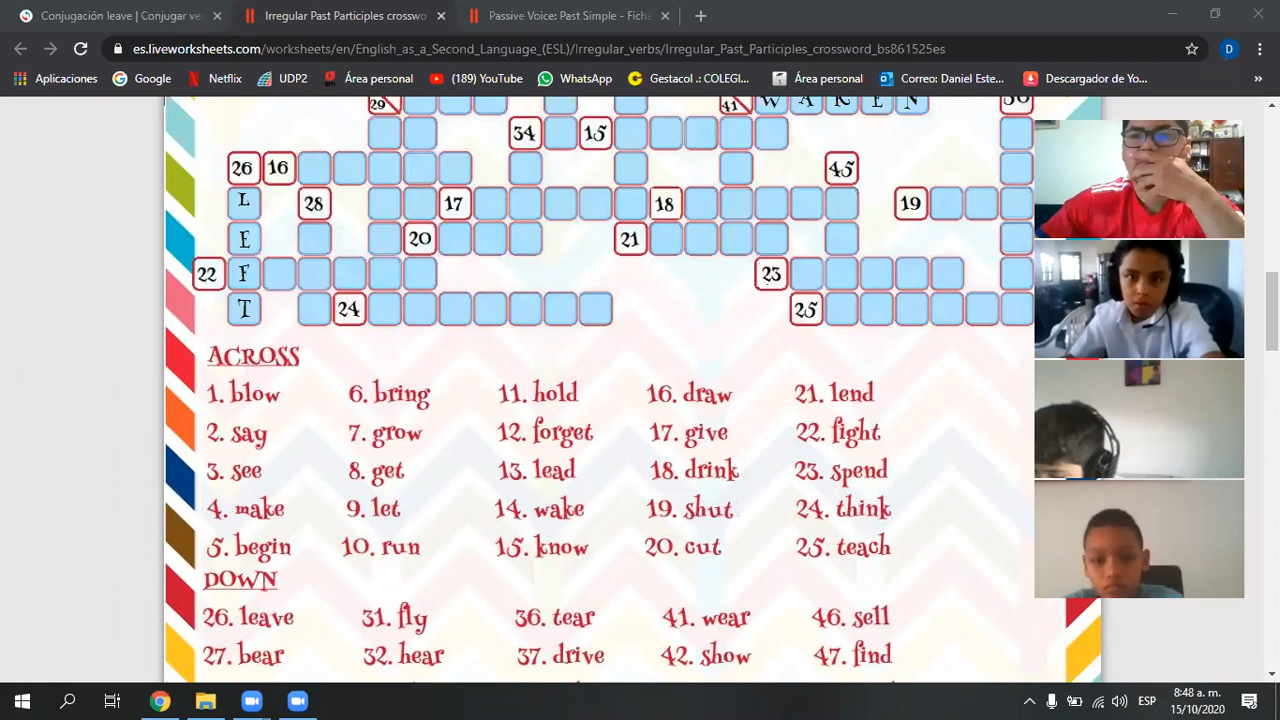 Conjugación leave | Conjugar ve × Irregular Past Participles crosswo × Passive Voice: Past Simple - Ficha ×
es.liveworksheets.com/worksheets/en/English_as_a_Second_Language_(ESL)/Irregular_verbs/Irregular_Past_Participles_crossword_bs861525es D
Aplicaciones Google Netflix UDP2 Área personal (189) YouTube WhatsApp Gestacol .: COLEGI... Área personal Correo: Daniel Este... Descargador de Yo... »
29 41 W A K E N 30
34 15
26 16 45
L 28 17 18 19
E 20 21
22 F 23
T 24 25
ACROSS
1. blow 6. bring 11. hold 16. draw 21. lend
2. say 7. grow 12. forget 17. give 22. fight
3. see 8. get 13. lead 18. drink 23. spend
4. make 9. let 14. wake 19. shut 24. think
5. begin 10. run 15. know 20. cut 25. teach
DOWN
26. leave 31. fly 36. tear 41. wear 46. sell
27. bear 32. hear 37. drive 42. show 47. find
ESP 8:48 a. m.
15/10/2020